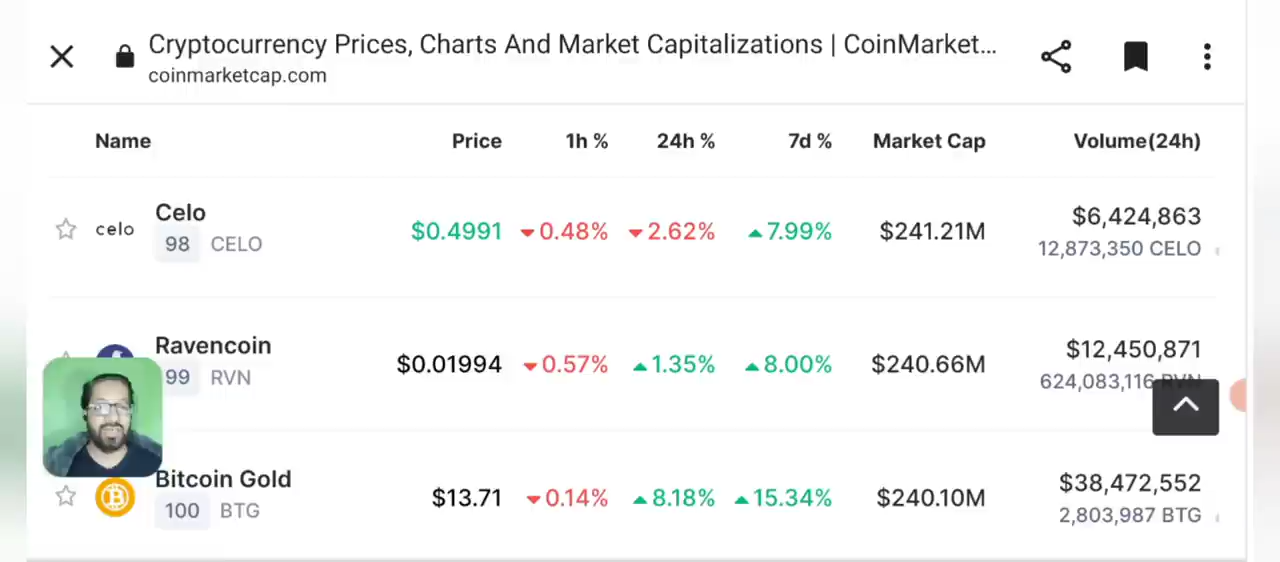 Cryptocurrency Prices, Charts And Market Capitalizations | CoinMarket...
coinmarketcap.com
Name Price 1h % 24h % 7d % Market Cap Volume(24h)
celo Celo 98 CELO $0.4991 0.48% 2.62% 7.99% $241.21M $6,424,863
12,873,350 CELO
Ravencoin 99 RVN $0.01994 0.57% 1.35% 8.00% $240.66M $12,450,871
624,083,116 RVN
Bitcoin Gold 100 BTG $13.71 0.14% 8.18% 15.34% $240.10M $38,472,552
2,803,987 BTG